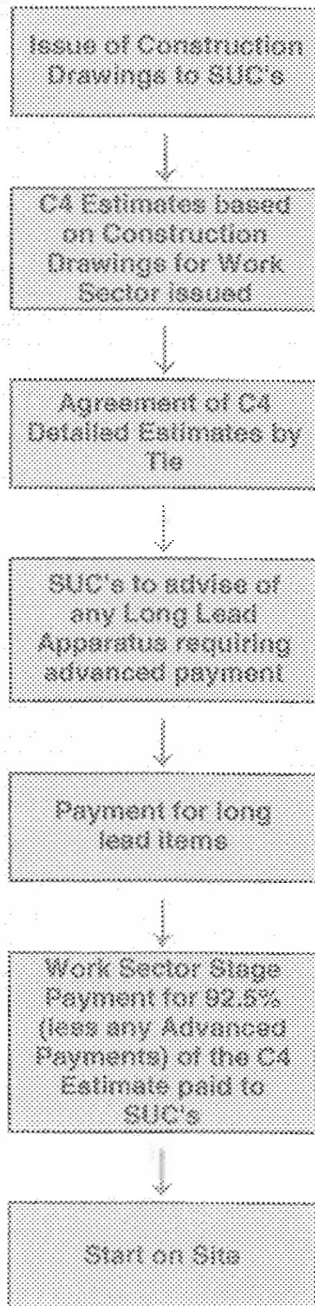 Issue of Construction
Drawings to SUC's
C4 Estimates based
on Construction
Drawings for Work
Sector issued
Agreement of C4
Detailed Estimates by
Tie
SUC's to advise of
any Long Lead
Apparatus requiring
advanced payment
Payment for long
lead items
Work Sector Stage
Payment for 92.5%
(less any Advanced
Payments) of the C4
Estimate paid to
SUC's
Start on Site